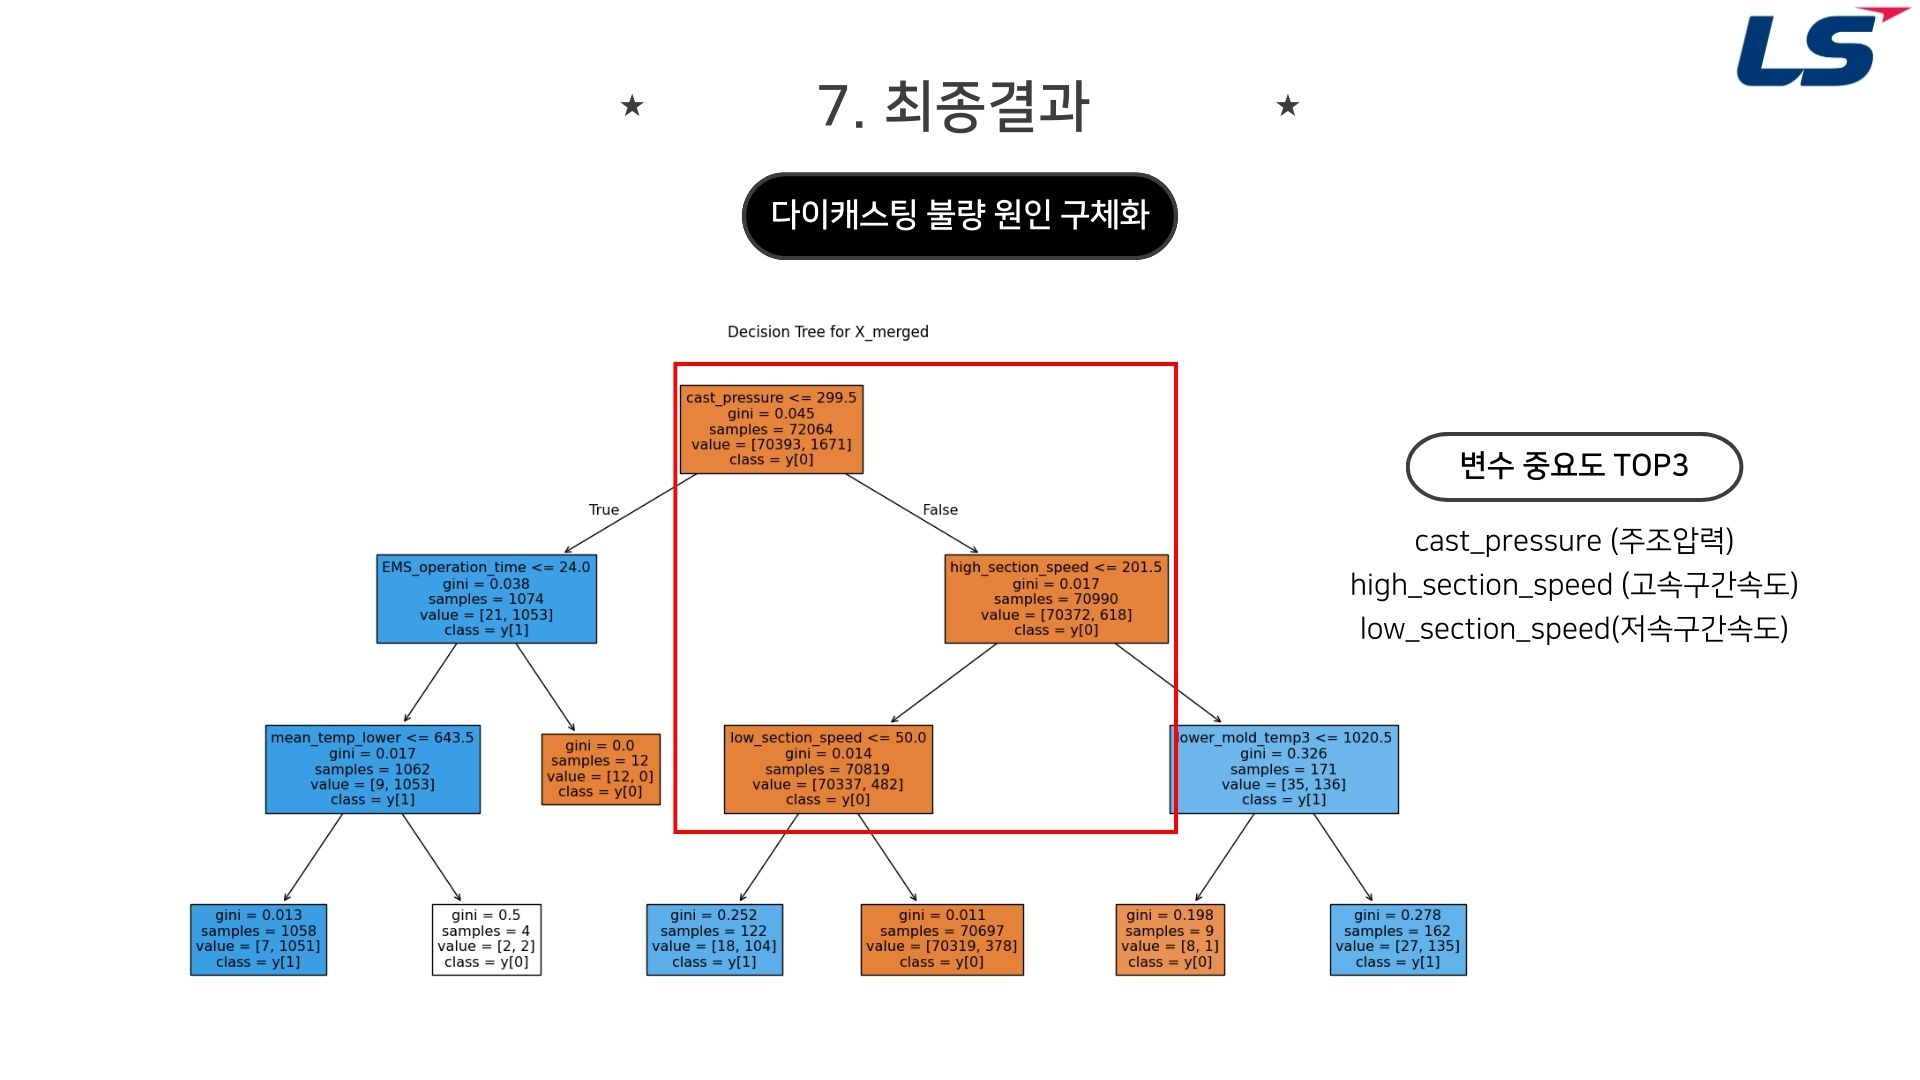 LS
7. 최종결과
다이캐스팅 불량 원인 구체화
Decision Tree for X_merged
cast_pressure <= 299.5
gini = 0.045
samples = 72064
value = [70393, 1671]
class = y[0]
True
False
EMS_operation_time <= 24.0
gini = 0.038
samples = 1074
value = [21, 1053]
class = y[1]
high_section_speed <= 201.5
gini = 0.017
samples = 70990
value = [70372, 618]
class = y[0]
mean_temp_lower <= 643.5
gini = 0.017
samples = 1062
value = [9, 1053]
class = y[1]
gini = 0.0
samples = 12
value = [12, 0]
class = y[0]
low_section_speed <= 50.0
gini = 0.014
samples = 70819
value = [70337, 482]
class = y[0]
lower_mold_temp3 <= 1020.5
gini = 0.326
samples = 171
value = [35, 136]
class = y[1]
gini = 0.013
samples = 1058
value = [7, 1051]
class = y[1]
gini = 0.5
samples = 4
value = [2, 2]
class = y[0]
gini = 0.252
samples = 122
value = [18, 104]
class = y[1]
gini = 0.011
samples = 70697
value = [70319, 378]
class = y[0]
gini = 0.198
samples = 9
value = [8, 1]
class = y[0]
gini = 0.278
samples = 162
value = [27, 135]
class = y[1]
변수 중요도 TOP3
cast_pressure (주조압력)
high_section_speed (고속구간속도)
low_section_speed(저속구간속도)